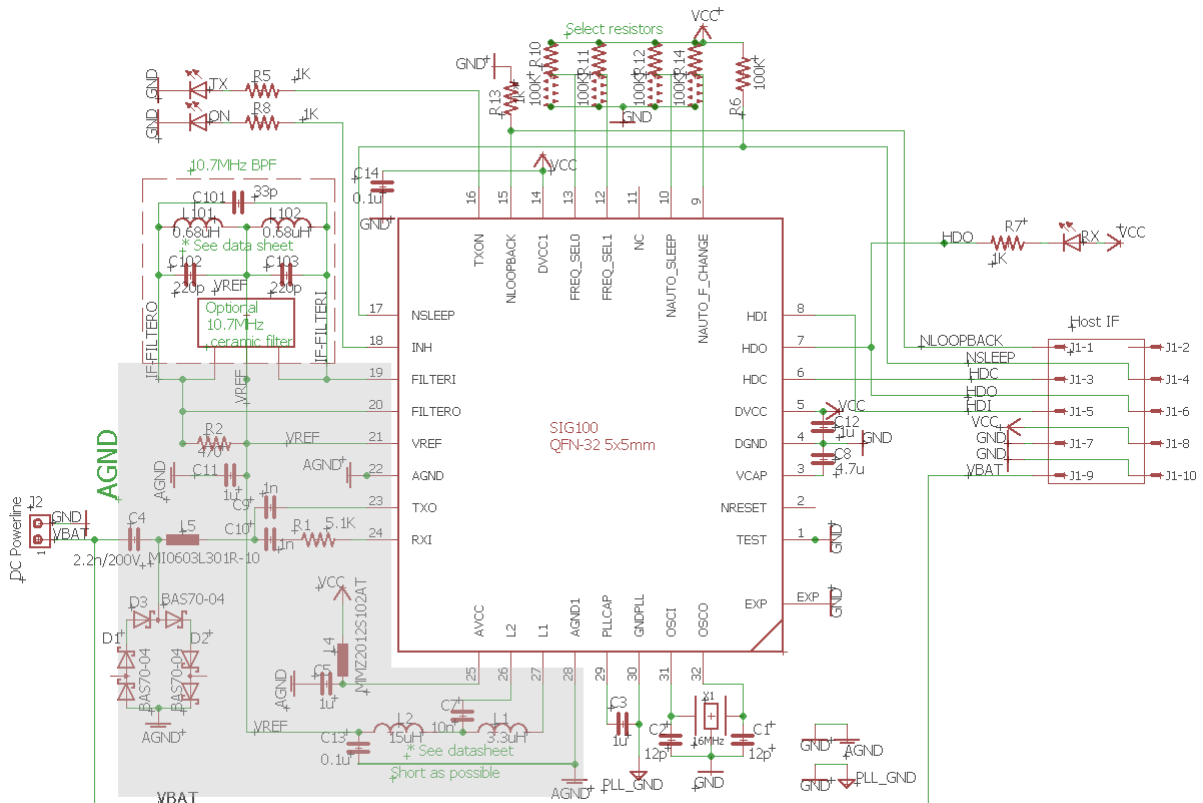 VCC
Select resistors
R10
R11
R12
R14
100K
100K
100K
100K
R6
100K
GND
R13
1K
GND
GND
TX
R5
1K
GND
ON
R8
1K
10.7MHz BPF
C101
33p
L101
L102
0.68uH
0.68uH
* See data sheet
C102
C103
220p
220p
VREF
Optional
10.7MHz
ceramic filter
IF-FILTERO
IF-FILTERI
VREF
C14
0.1u
GND
VCC
16
15
14
13
12
11
10
9
TXON
NLOOPBACK
DVCC1
FREQ_SEL0
FREQ_SEL1
NC
NAUTO_SLEEP
NAUTO_F_CHANGE
17
NSLEEP
18
INH
19
FILTERI
20
FILTERO
21
VREF
22
AGND
23
TXO
24
RXI
SIG100
QFN-32 5x5mm
HDI
8
HDO
7
HDC
6
DVCC
5
DGND
4
VCAP
3
NRESET
2
TEST
1
EXP
EXP
GND
GND
AVCC
L2
L1
AGND1
PLLCAP
GNDPLL
OSCI
OSCO
25
26
27
28
29
30
31
32
HDO
R7
1K
RX
VCC
Host IF
NLOOPBACK
NSLEEP
HDC
HDO
HDI
VCC
GND
GND
VBAT
J1-1
J1-2
J1-3
J1-4
J1-5
J1-6
J1-7
J1-8
J1-9
J1-10
VCC
C12
1u
GND
C8
4.7u
AGND
R2
470
VREF
AGND
C11
1u
AGND
C9
1n
C10
1n
R1
5.1K
J2
GND
VBAT
1
DC Powerline
C4
2.2n/200V
L5
MI0603L301R-10
D3
BAS70-04
D1
D2
BAS70-04
BAS70-04
AGND
VCC
L4
MMZ2012S102AT
AGND
C5
1u
VREF
C13
0.1u
L2
15uH
C7
10n
L1
3.3uH
* See datasheet
Short as possible
AGND
C3
1u
PLL_GND
C2
12p
X1
16MHz
C1
12p
GND
GND
AGND
GND
PLL_GND
VBAT